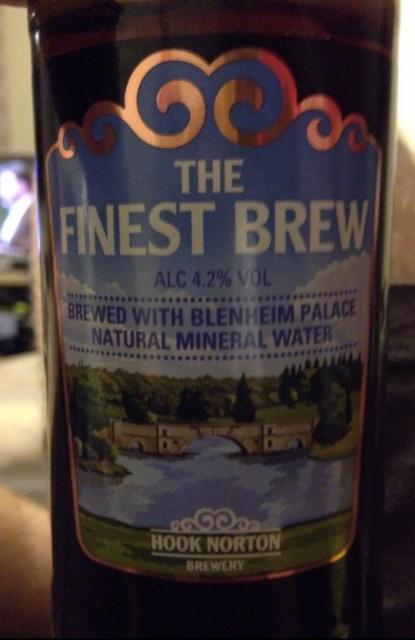 THE
FINEST BREW
ALC 4.2% VOL
BREWED WITH BLENHEIM PALACE
NATURAL MINERAL WATER
HOOK NORTON
BREWERY